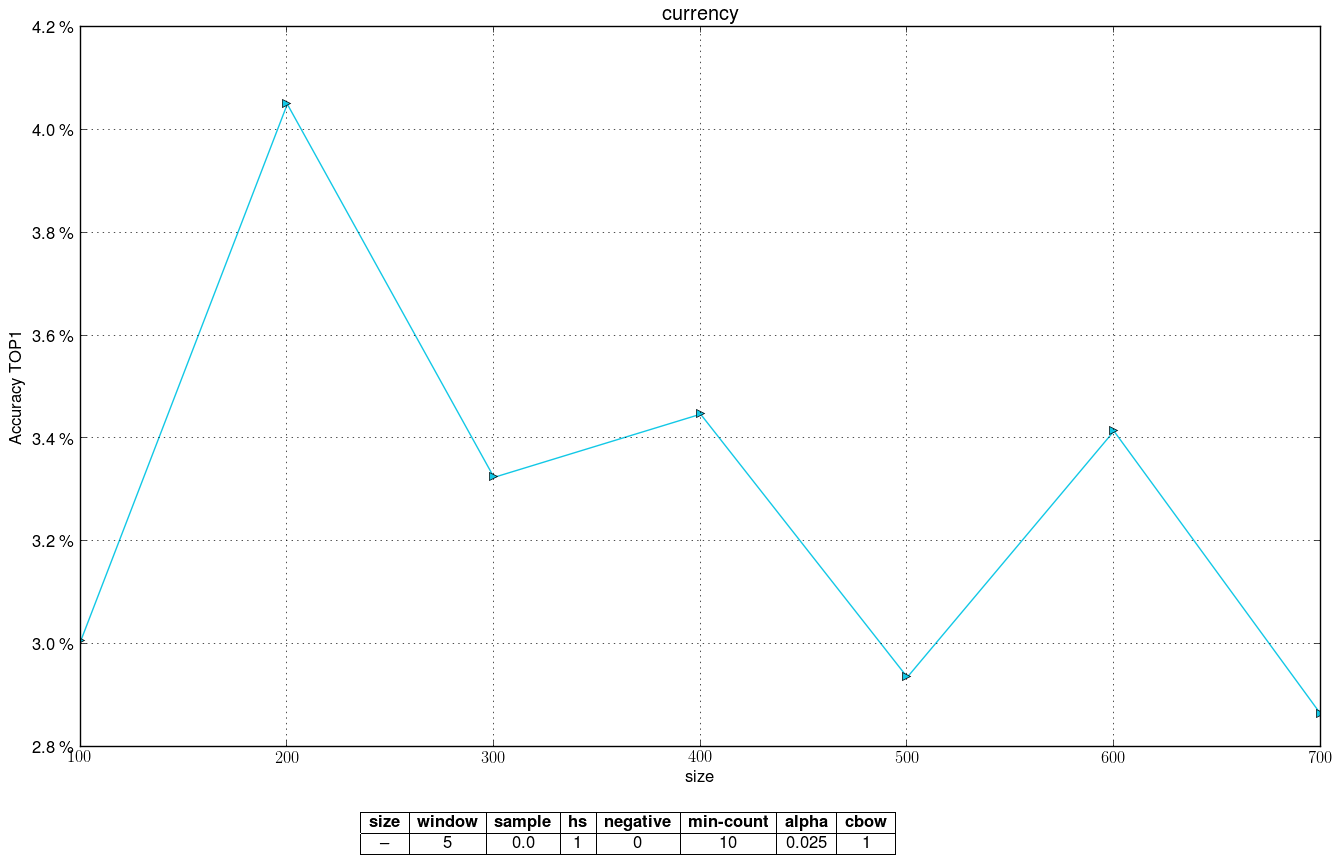 currency
4.2 %
4.0 %
3.8 %
3.6 %
3.4 %
3.2 %
3.0 %
2.8 %
Accuracy TOP1
100 200 300 400 500 600 700
size
size window sample hs negative min-count alpha cbow
– 5 0.0 1 0 10 0.025 1